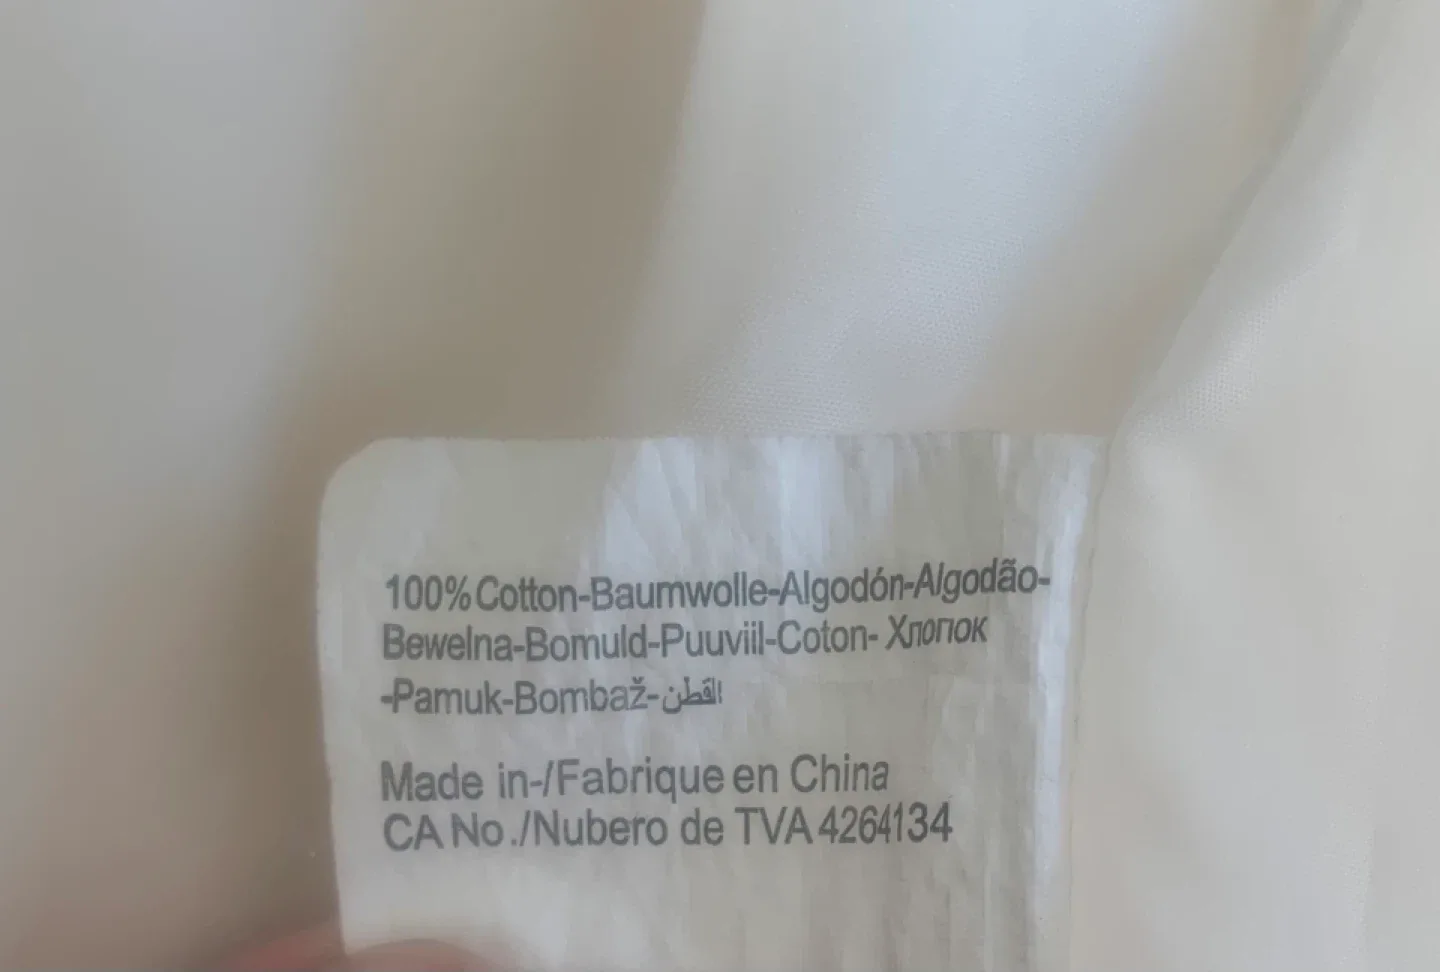 100% Cotton-Baumwolle-Algodón-Algodão-
Bewelna-Bomuld-Puuviil-Coton- Хлопок
-Pamuk-Bombaž-القطن
Made in-/Fabrique en China
CA No./Nubero de TVA 4264134